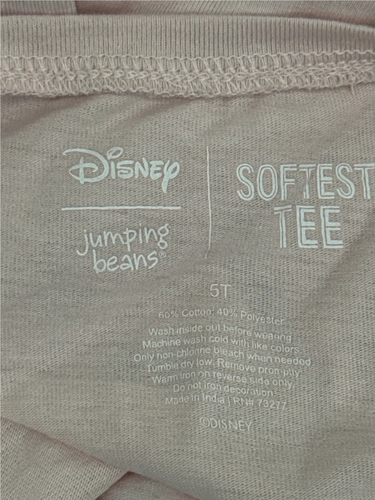 Disney
jumping
beans®
SOFTEST
TEE
5T
60% Cotton 40% Polyester
Wash inside out before wearing
Machine wash cold with like colors
Only non-chlorine bleach when needed
Tumble dry low. Remove promptly
Warm iron on reverse side only
Do not iron decoration
Made in India | RN# 73277
©DISNEY